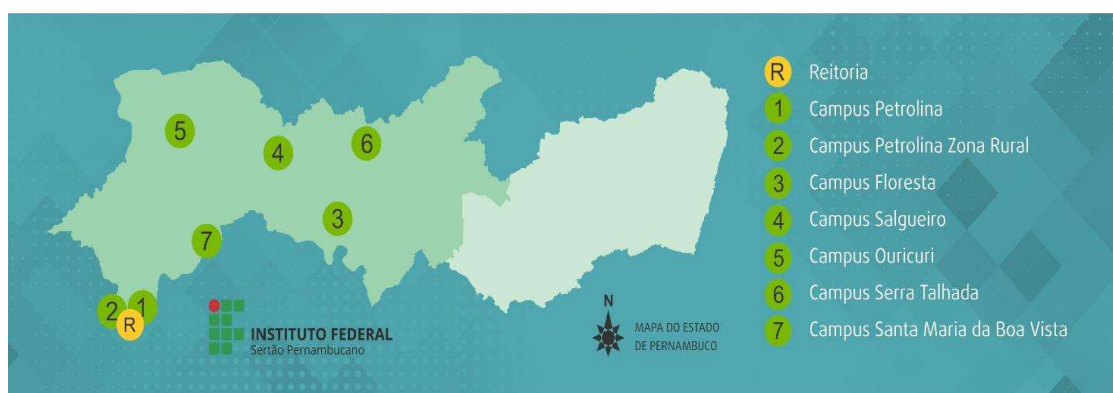 5
6
4
3
7
2
1
R
INSTITUTO FEDERAL
Sertão Pernambucano
N
MAPA DO ESTADO
DE PERNAMBUCO
R Reitoria
1 Campus Petrolina
2 Campus Petrolina Zona Rural
3 Campus Floresta
4 Campus Salgueiro
5 Campus Ouricuri
6 Campus Serra Talhada
7 Campus Santa Maria da Boa Vista